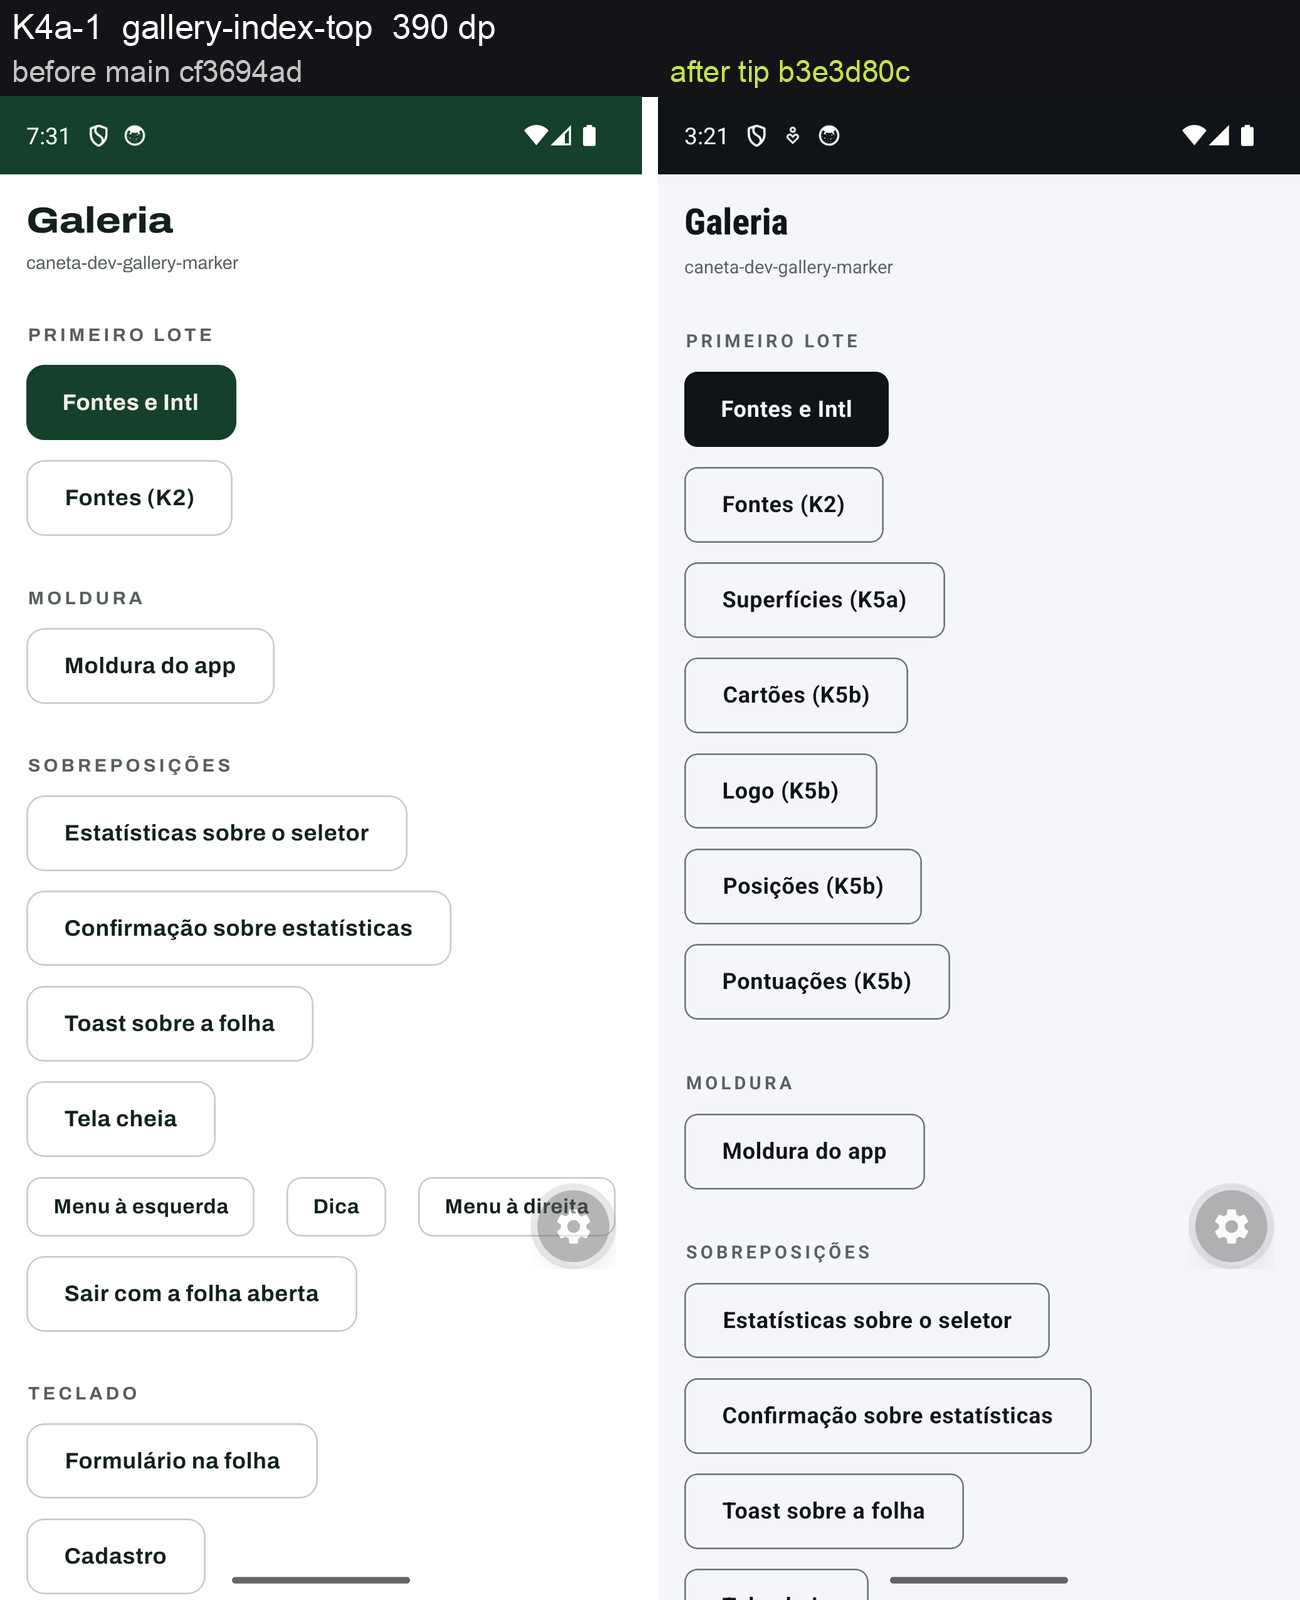 K4a-1 gallery-index-top 390 dp
before main cf3694ad
after tip b3e3d80c
7:31
Galeria
caneta-dev-gallery-marker
PRIMEIRO LOTE
Fontes e Intl
Fontes (K2)
MOLDURA
Moldura do app
SOBREPOSIÇÕES
Estatísticas sobre o seletor
Confirmação sobre estatísticas
Toast sobre a folha
Tela cheia
Menu à esquerda
Dica
Menu à direita
Sair com a folha aberta
TECLADO
Formulário na folha
Cadastro
3:21
Galeria
caneta-dev-gallery-marker
PRIMEIRO LOTE
Fontes e Intl
Fontes (K2)
Superfícies (K5a)
Cartões (K5b)
Logo (K5b)
Posições (K5b)
Pontuações (K5b)
MOLDURA
Moldura do app
SOBREPOSIÇÕES
Estatísticas sobre o seletor
Confirmação sobre estatísticas
Toast sobre a folha